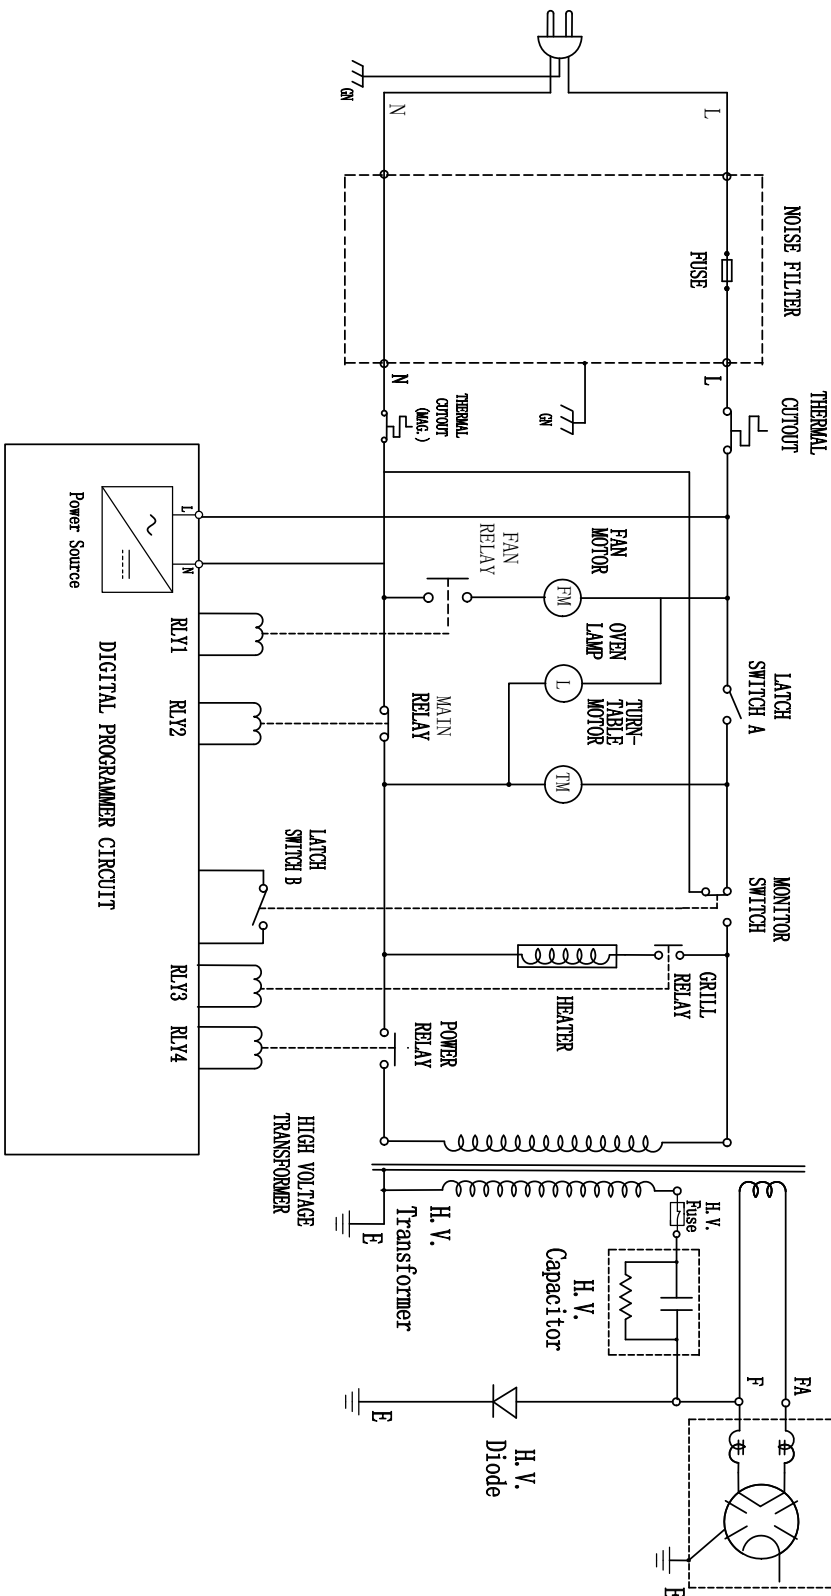 GN
N
L
NOISE FILTER
FUSE
N
L
GN
THERMAL
CUTOUT
(MAG.)
THERMAL
CUTOUT
L
N
Power Source
FAN
RELAY
FAN
MOTOR
FM
OVEN
LAMP
L
TURN-
TABLE
MOTOR
TM
LATCH
SWITCH A
MAIN
RELAY
RLY1
RLY2
DIGITAL PROGRAMMER CIRCUIT
LATCH
SWITCH B
MONITOR
SWITCH
RLY3
RLY4
GRILL
RELAY
HEATER
POWER
RELAY
HIGH VOLTAGE
TRANSFORMER
E
H.V.
Transformer
H.V.
Fuse
H.V.
Capacitor
F
FA
E
H.V.
Diode
E